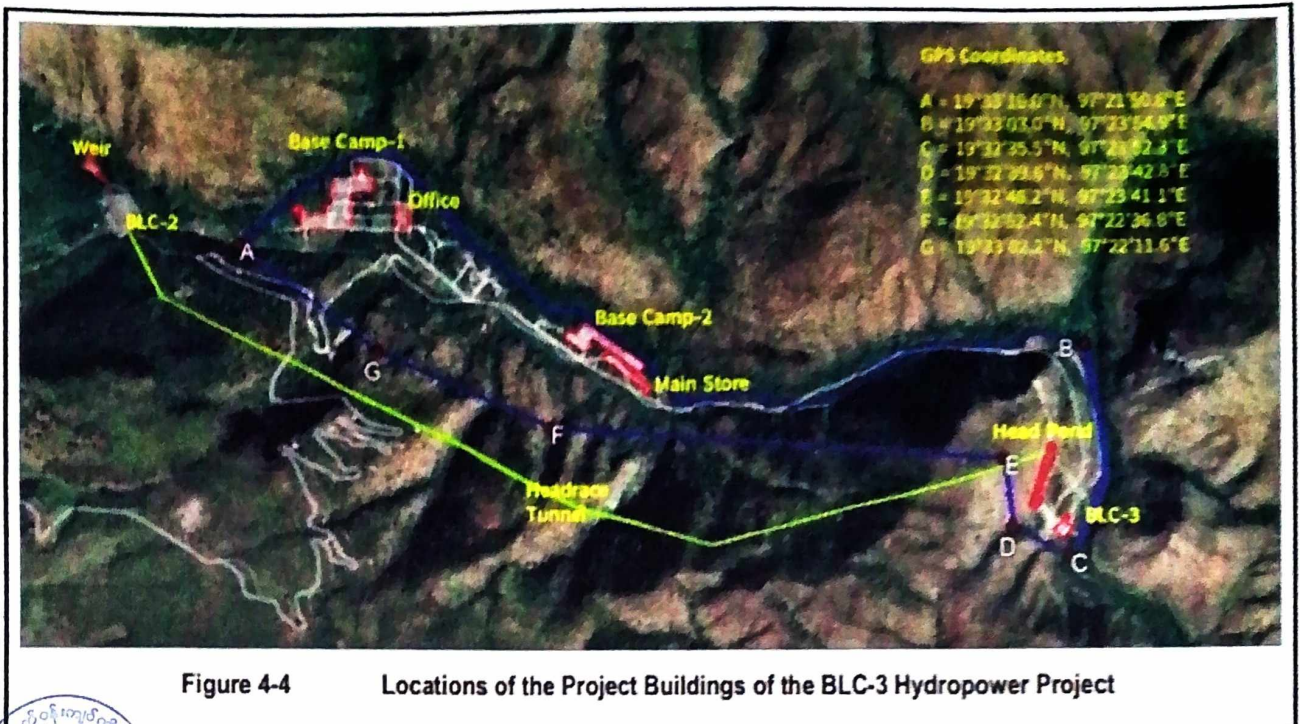 GPS Coordinates
A = 19°33'16.0"N, 97°21'50.8"E
B = 19°33'03.0"N, 97°23'54.9"E
C = 19°32'35.5"N,
D = 19°32'39.6"N, 97°23'42.8"E
E = 19°32'48.2"N, 97°23'41.1"E
F = 19°32'52.4"N, 97°22'36.8"E
G = 19°33'02.2"N, 97°22'11.6"E
Weir
Base Camp-1
Office
BLC-2
A
Base Camp-2
B
G
Main Store
F
Head Pond
E
Headrace
Tunnel
BLC-3
D
C
Figure 4-4 Locations of the Project Buildings of the BLC-3 Hydropower Project